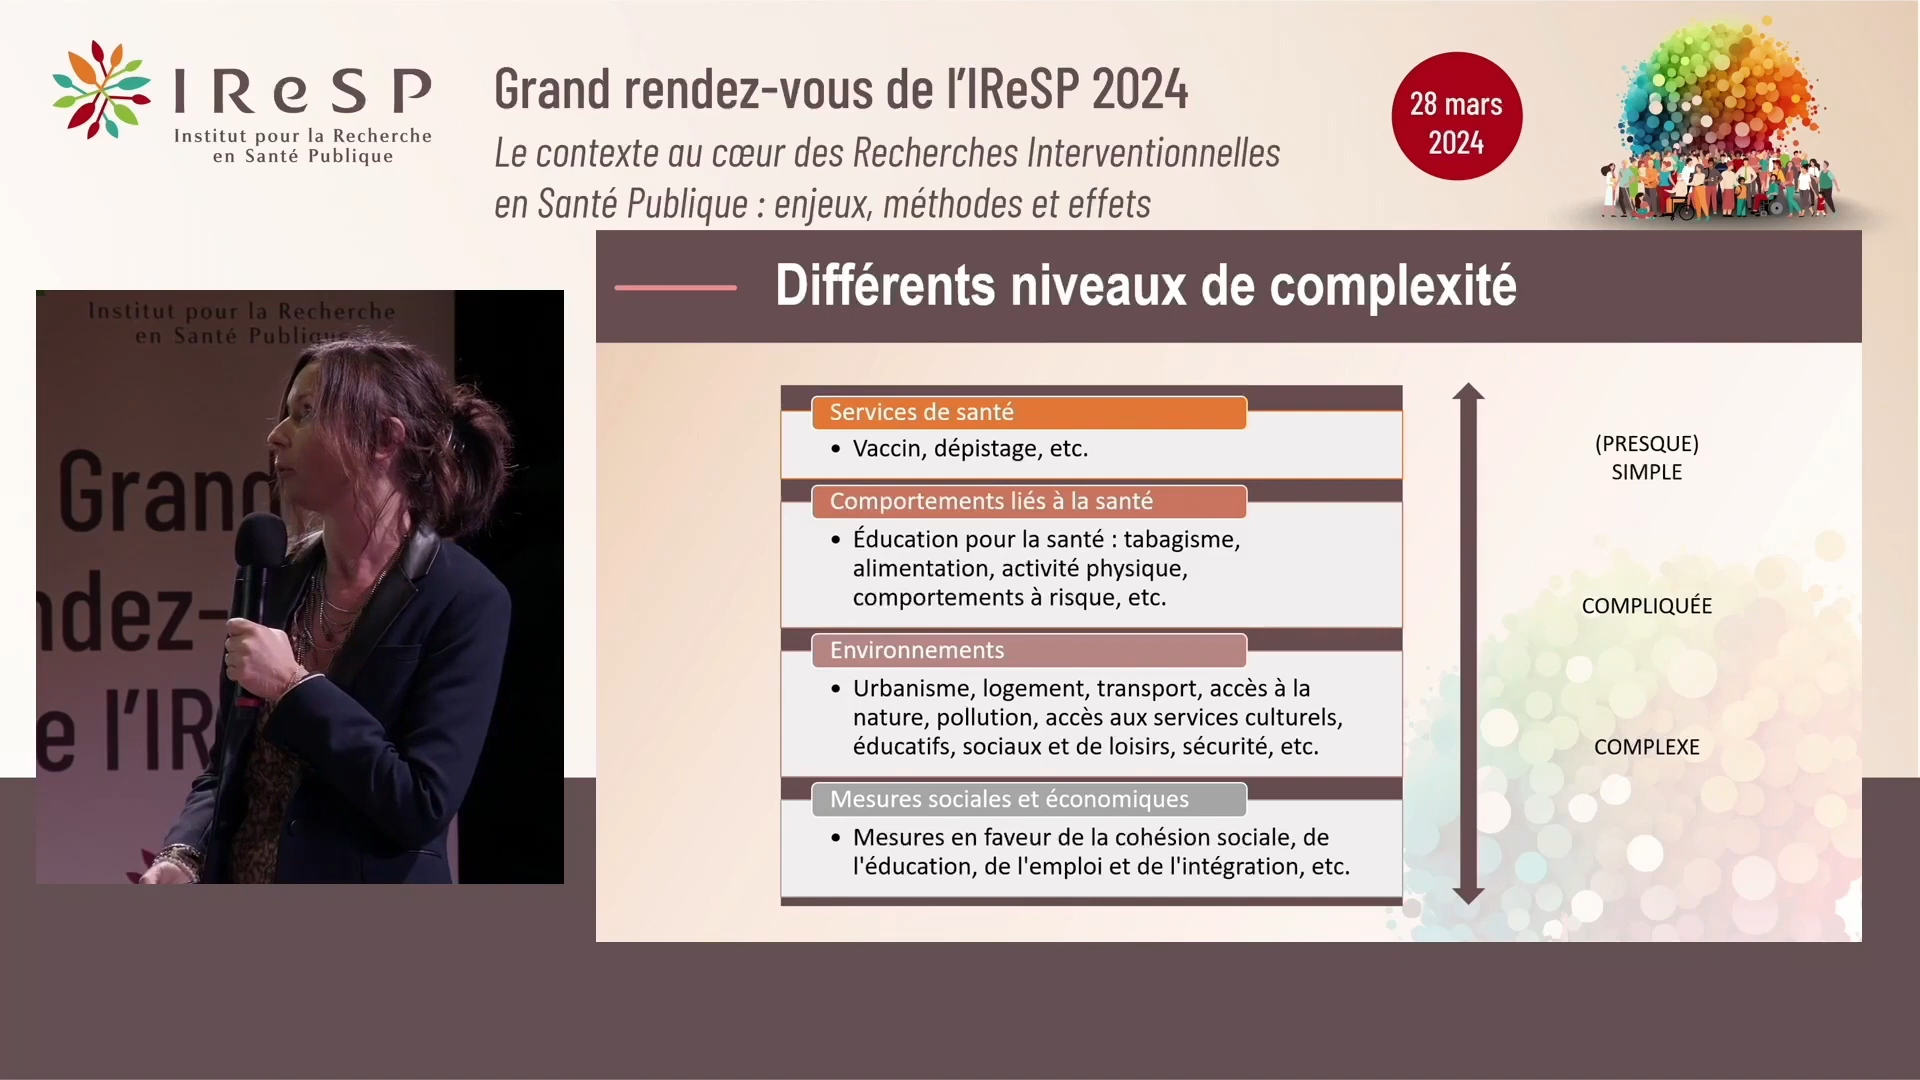 IReSP
Institut pour la Recherche
en Santé Publique
Grand rendez-vous de l'IReSP 2024
Le contexte au cœur des Recherches Interventionnelles
en Santé Publique : enjeux, méthodes et effets
28 mars
2024
Institut pour la Recherche
en Santé Publique
Grand
ndez-
e l'IR
Différents niveaux de complexité
Services de santé
• Vaccin, dépistage, etc.
Comportements liés à la santé
• Éducation pour la santé : tabagisme,
alimentation, activité physique,
comportements à risque, etc.
Environnements
• Urbanisme, logement, transport, accès à la
nature, pollution, accès aux services culturels,
éducatifs, sociaux et de loisirs, sécurité, etc.
Mesures sociales et économiques
• Mesures en faveur de la cohésion sociale, de
l'éducation, de l'emploi et de l'intégration, etc.
(PRESQUE)
SIMPLE
COMPLIQUÉE
COMPLEXE